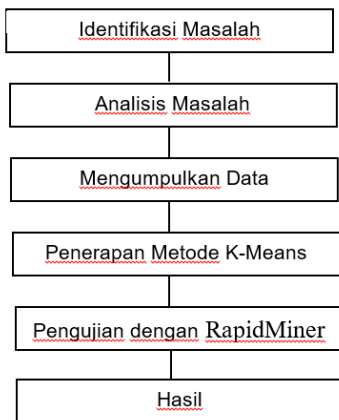 Identifikasi Masalah
Analisis Masalah
Mengumpulkan Data
Penerapan Metode K-Means
Pengujian dengan RapidMiner
Hasil